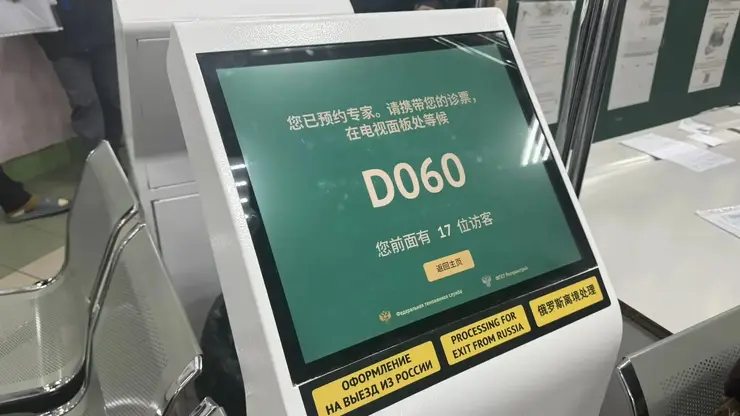 您已预约专家。请携带您的诊票，
在电视面板处等候
D060
您前面有 17 位访客
返回主页
Федеральная таможенная служба
ФГКУ Росгранстрой
ОФОРМЛЕНИЕ
НА ВЫЕЗД ИЗ РОССИИ
PROCESSING FOR
EXIT FROM RUSSIA
俄罗斯离境处理